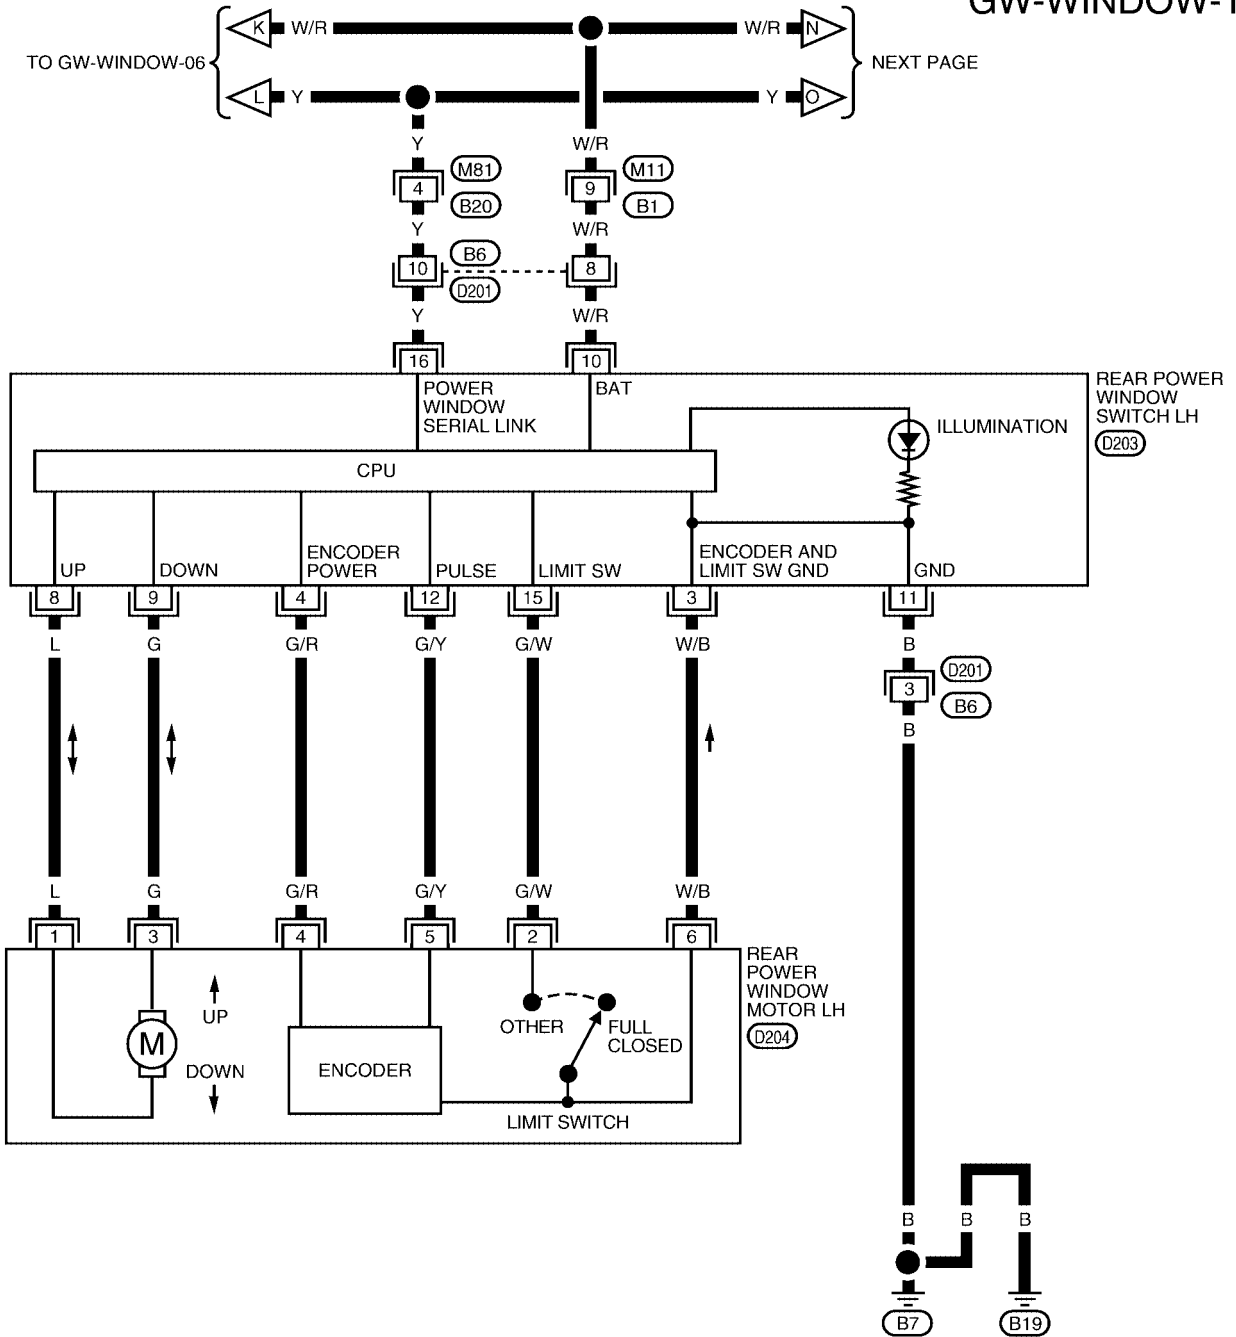 GW-WINDOW-1
K W/R W/R N
TO GW-WINDOW-06 NEXT PAGE
L Y Y O
Y W/R
M81 M11
4 9
B20 B1
Y W/R
B6
10 8
D201
Y W/R
16 10
POWER BAT
WINDOW
SERIAL LINK
REAR POWER
WINDOW
SWITCH LH
D203
ILLUMINATION
CPU
UP DOWN
ENCODER
POWER
PULSE LIMIT SW
ENCODER AND
LIMIT SW GND
GND
8 9 4 12 15 3 11
L G G/R G/Y G/W W/B B
D201
3
B6
B
L G G/R G/Y G/W W/B
1 3 4 5 2 6
REAR
POWER
WINDOW
MOTOR LH
D204
UP
M
DOWN
ENCODER
OTHER
FULL
CLOSED
LIMIT SWITCH
B B B
B7 B19